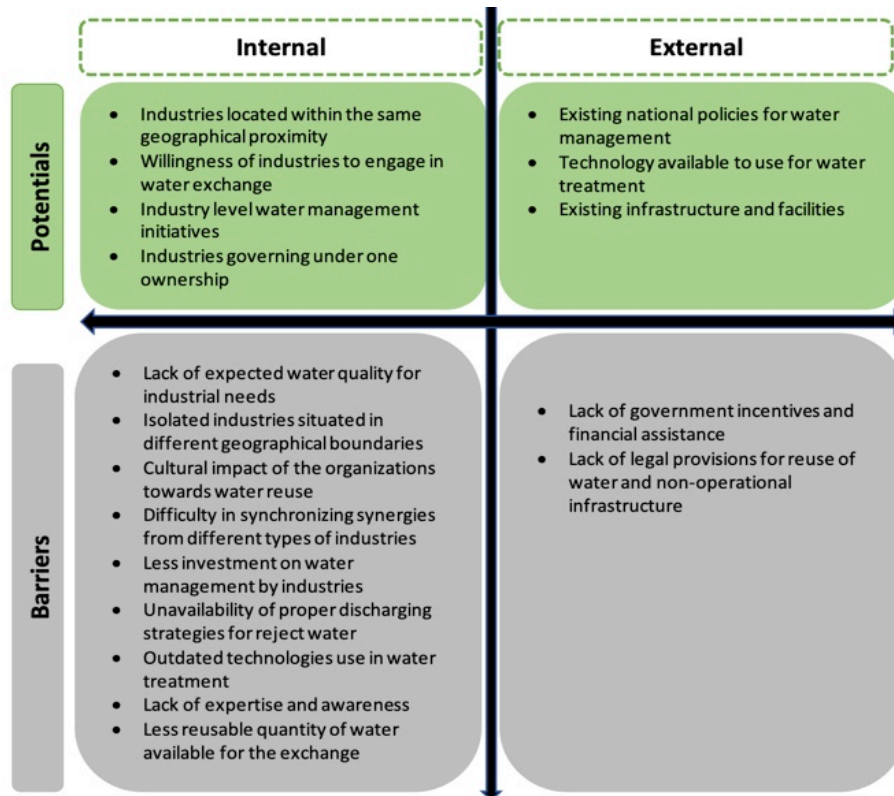 Internal
External
Potentials
• Industries located within the same
geographical proximity
• Willingness of industries to engage in
water exchange
• Industry level water management
initiatives
• Industries governing under one
ownership
• Existing national policies for water
management
• Technology available to use for water
treatment
• Existing infrastructure and facilities
Barriers
• Lack of expected water quality for
industrial needs
• Isolated industries situated in
different geographical boundaries
• Cultural impact of the organizations
towards water reuse
• Difficulty in synchronizing synergies
from different types of industries
• Less investment on water
management by industries
• Unavailability of proper discharging
strategies for reject water
• Outdated technologies use in water
treatment
• Lack of expertise and awareness
• Less reusable quantity of water
available for the exchange
• Lack of government incentives and
financial assistance
• Lack of legal provisions for reuse of
water and non-operational
infrastructure